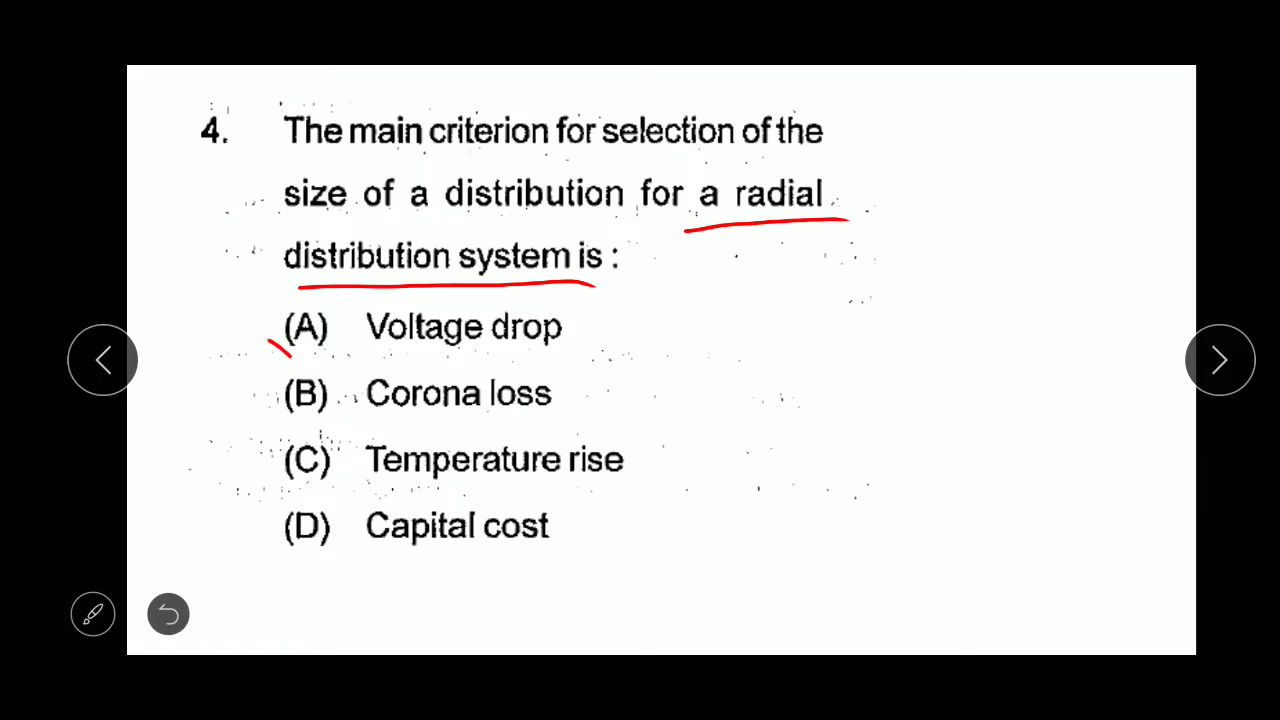 4. The main criterion for selection of the
size of a distribution for a radial
distribution system is :
(A) Voltage drop
(B) Corona loss
(C) Temperature rise
(D) Capital cost